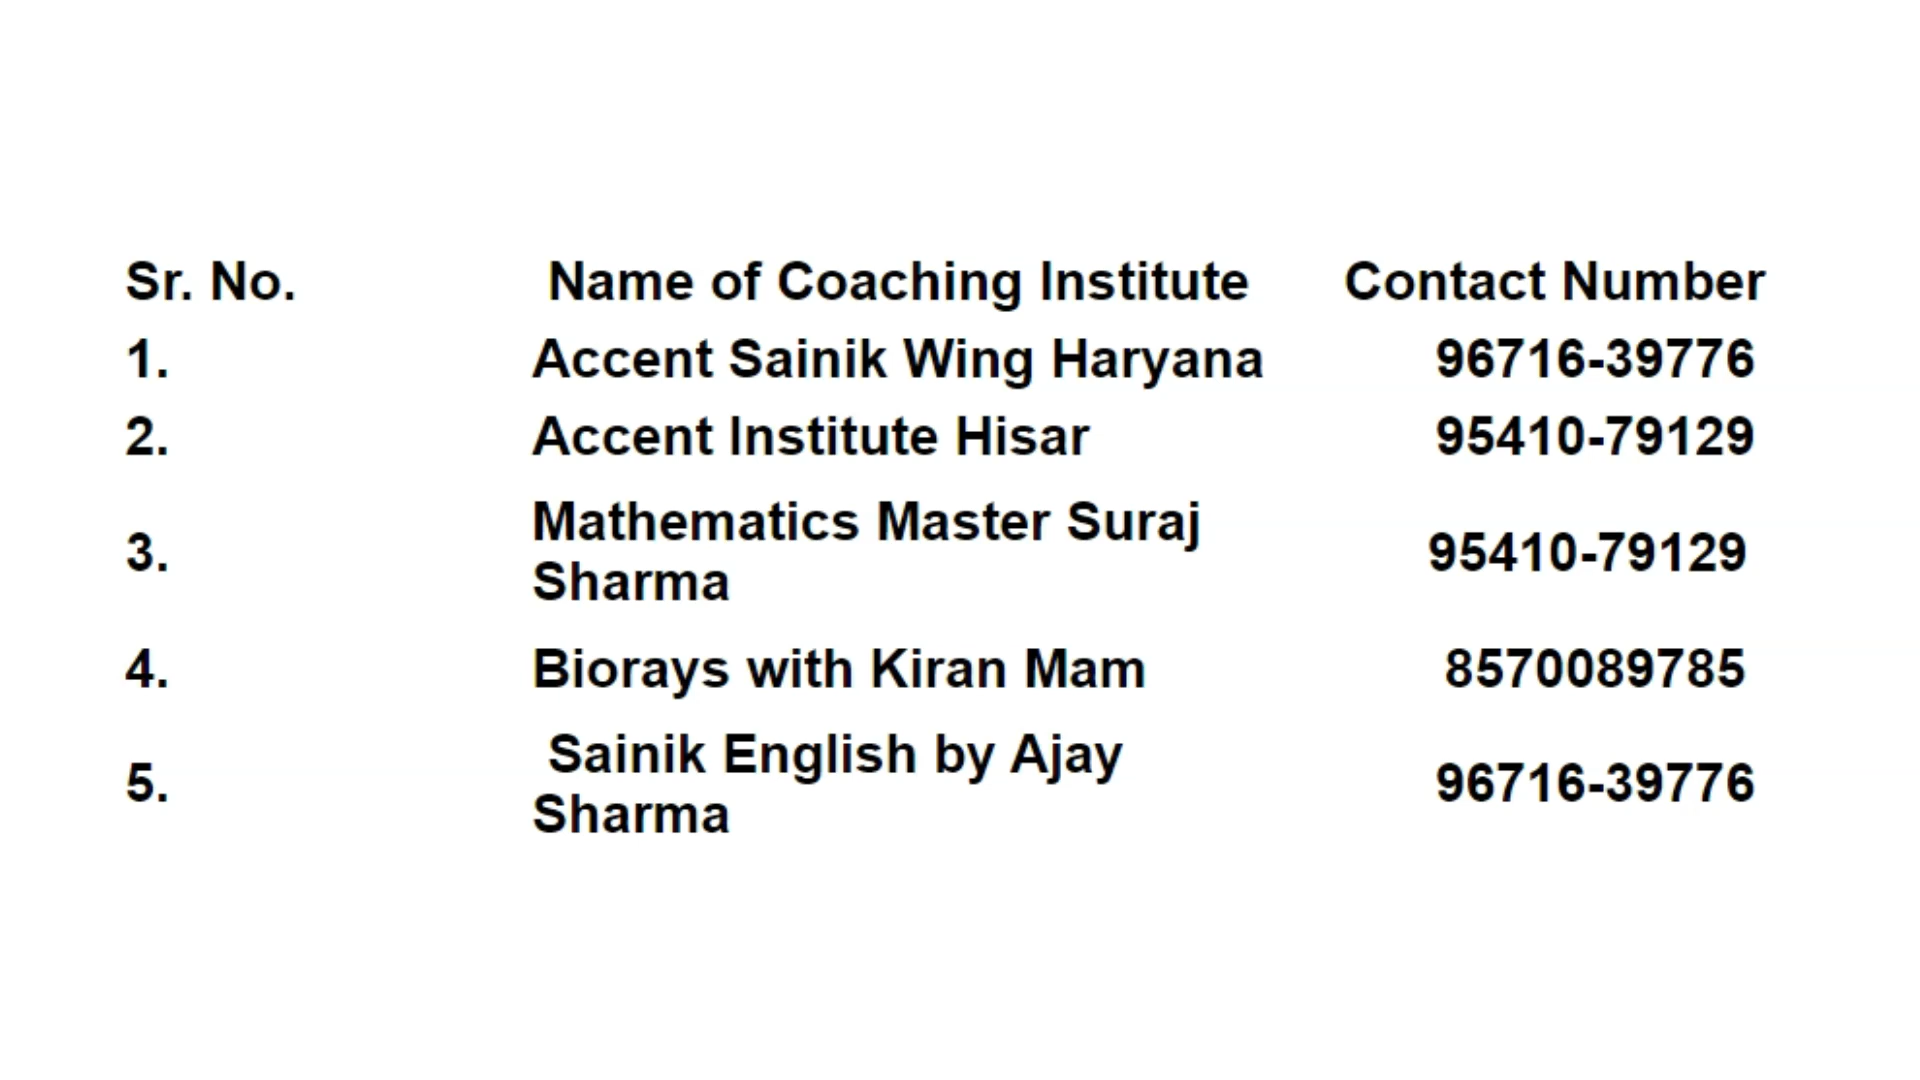 Sr. No. Name of Coaching Institute Contact Number
1. Accent Sainik Wing Haryana 96716-39776
2. Accent Institute Hisar 95410-79129
3. Mathematics Master Suraj
Sharma 95410-79129
4. Biorays with Kiran Mam 8570089785
5. Sainik English by Ajay
Sharma 96716-39776